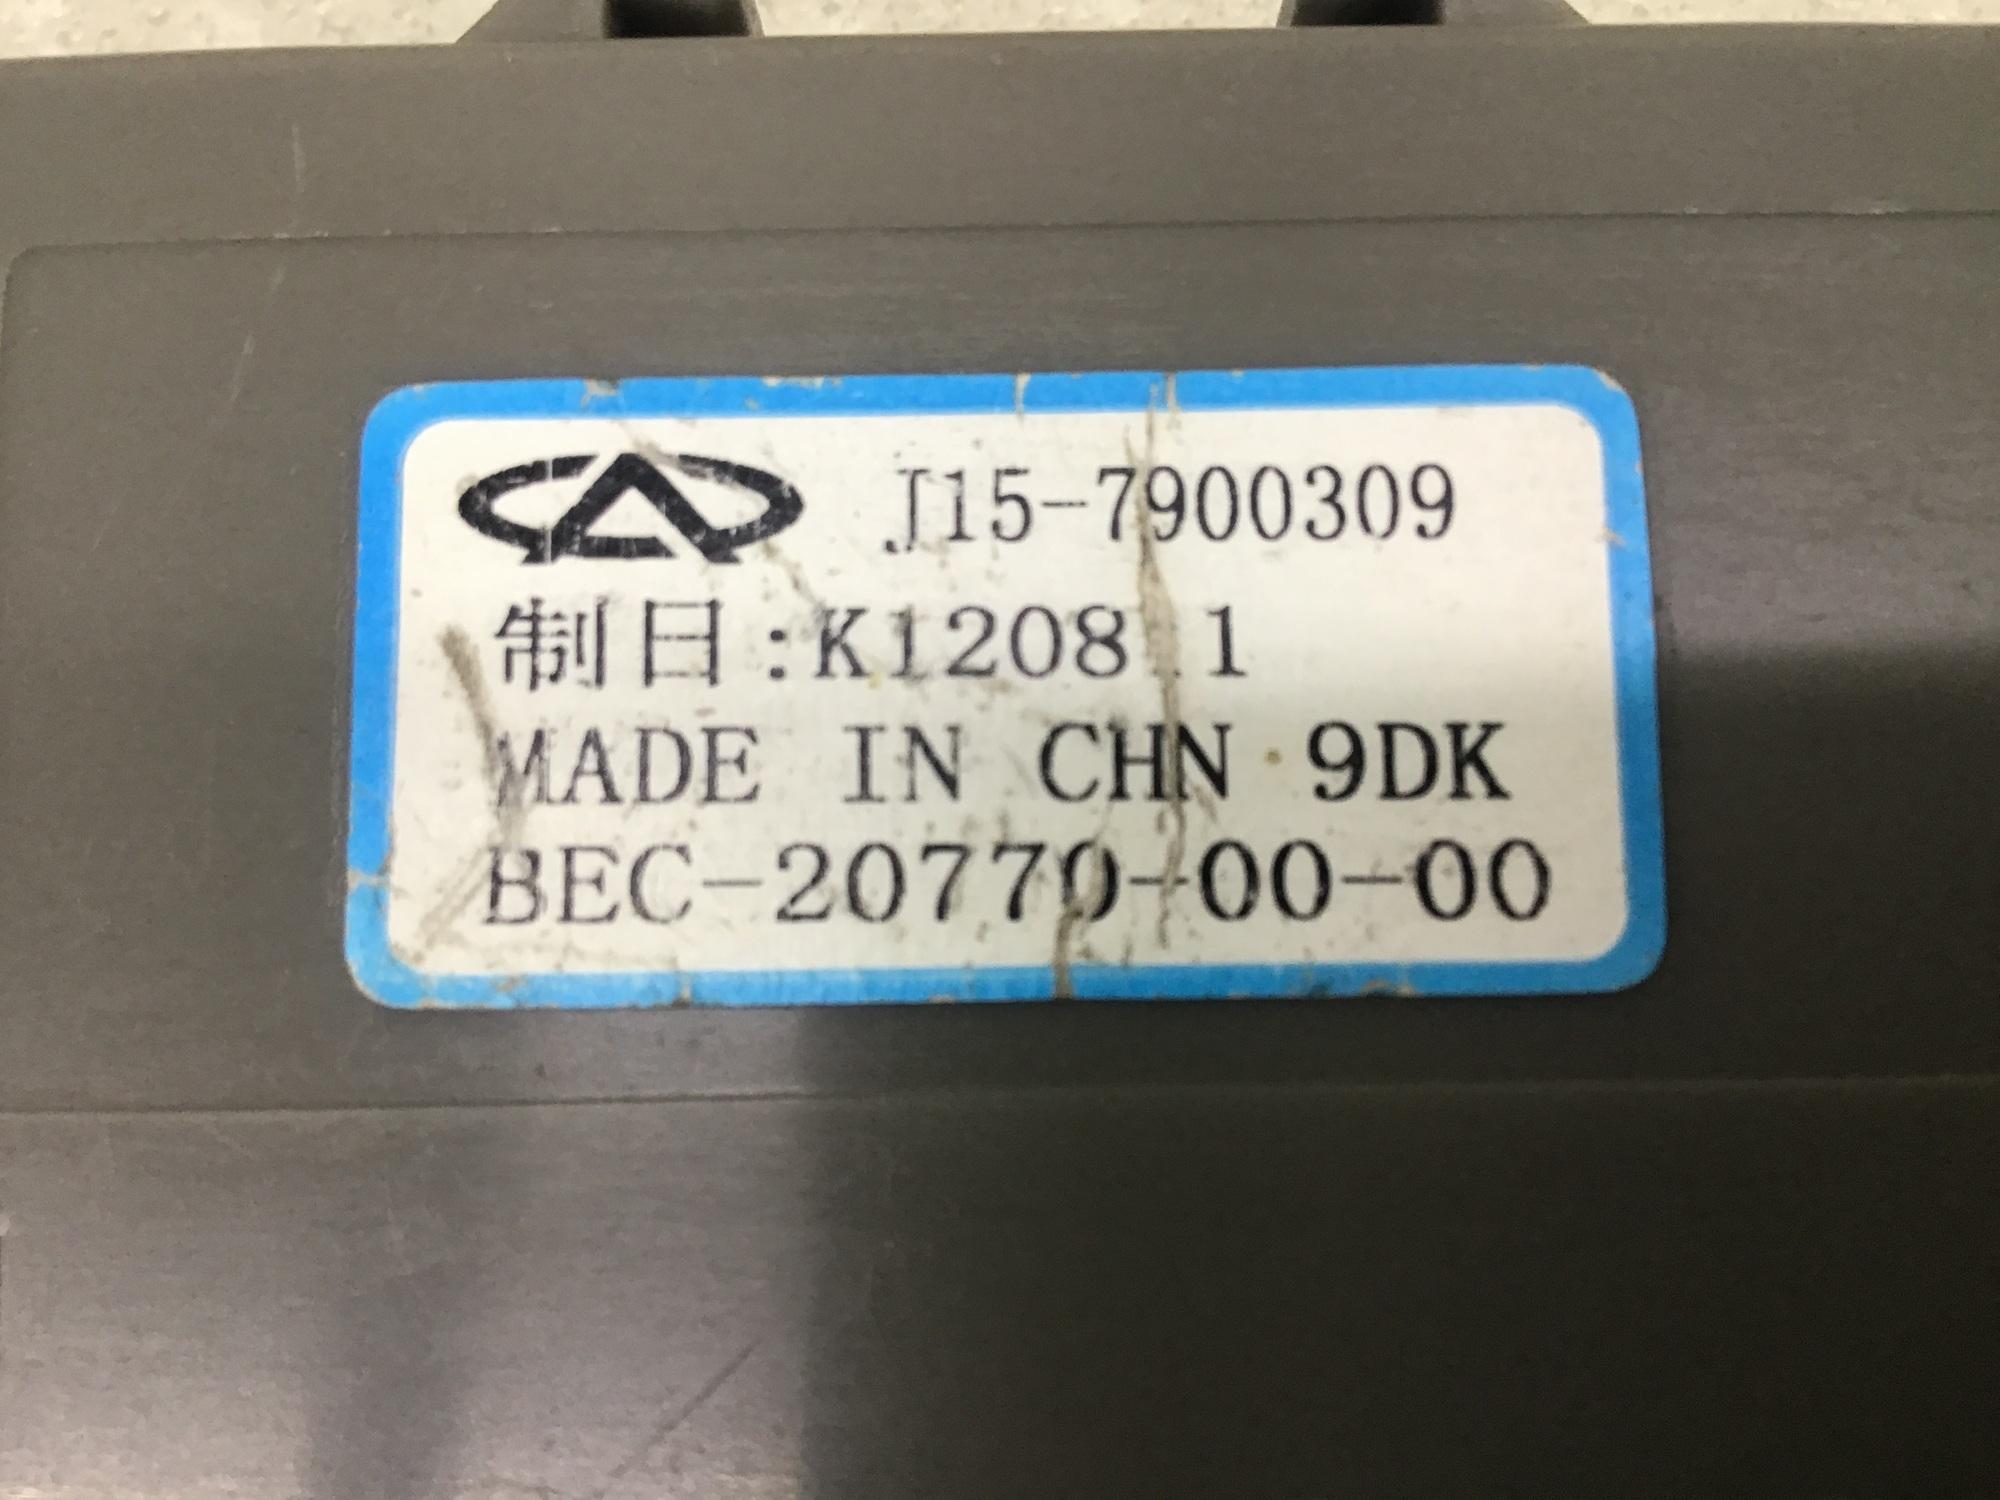 J15-7900309
制日:K1208 1
MADE IN CHN 9DK
BEC-20770-00-00